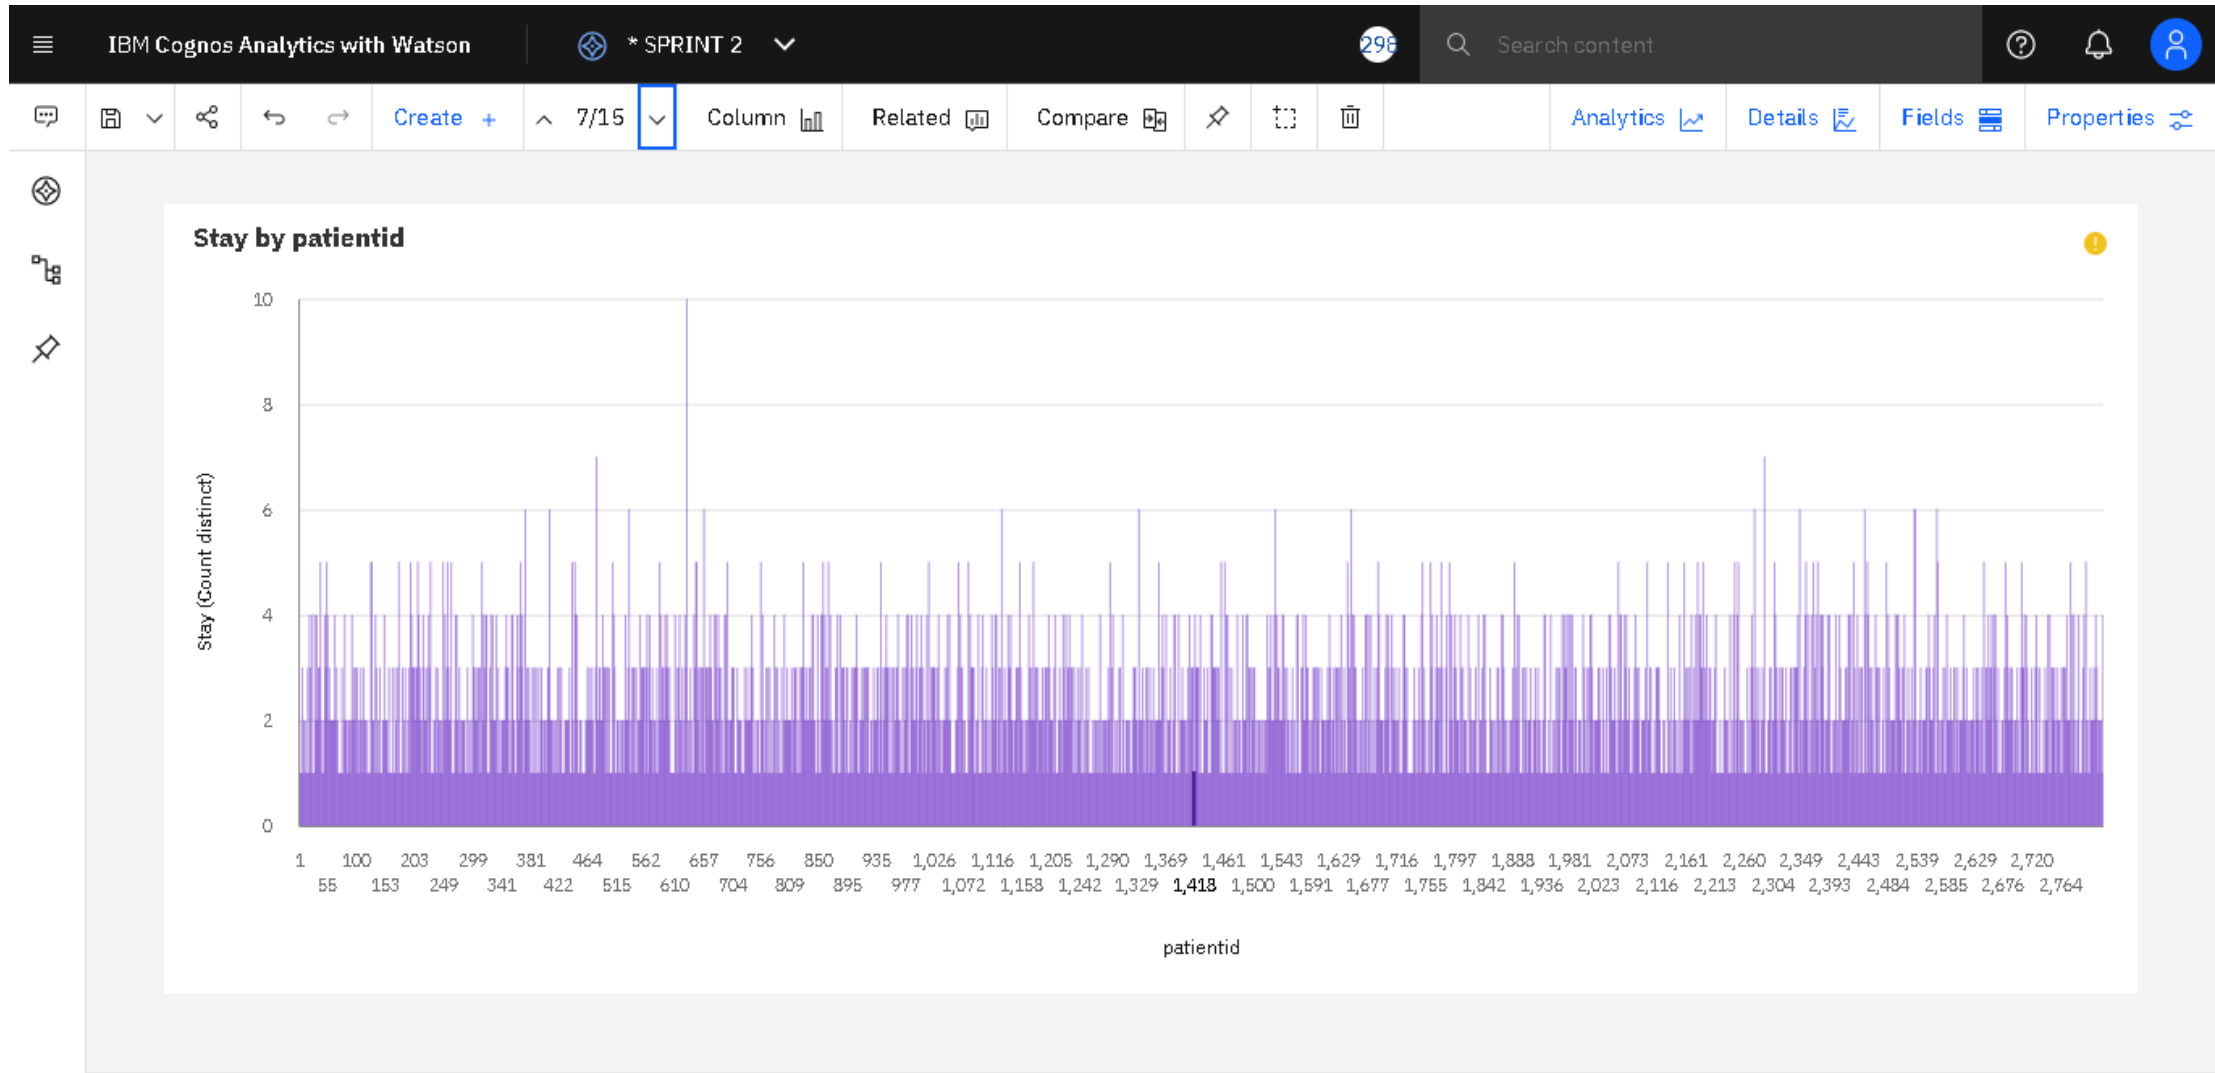 IBM Cognos Analytics with Watson * SPRINT 2 298 Search content
Create + 7/15 Column Related Compare Analytics Details Fields Properties
Stay by patientid
10
8
6
4
2
0
Stay (Count distinct)
1 100 203 299 381 464 562 657 756 850 935 1,026 1,116 1,205 1,290 1,369 1,461 1,543 1,629 1,716 1,797 1,888 1,981 2,073 2,161 2,260 2,349 2,443 2,539 2,629 2,720
55 153 249 341 422 515 610 704 809 895 977 1,072 1,158 1,242 1,329 1,418 1,500 1,591 1,677 1,755 1,842 1,936 2,023 2,116 2,213 2,304 2,393 2,484 2,585 2,676 2,764
patientid